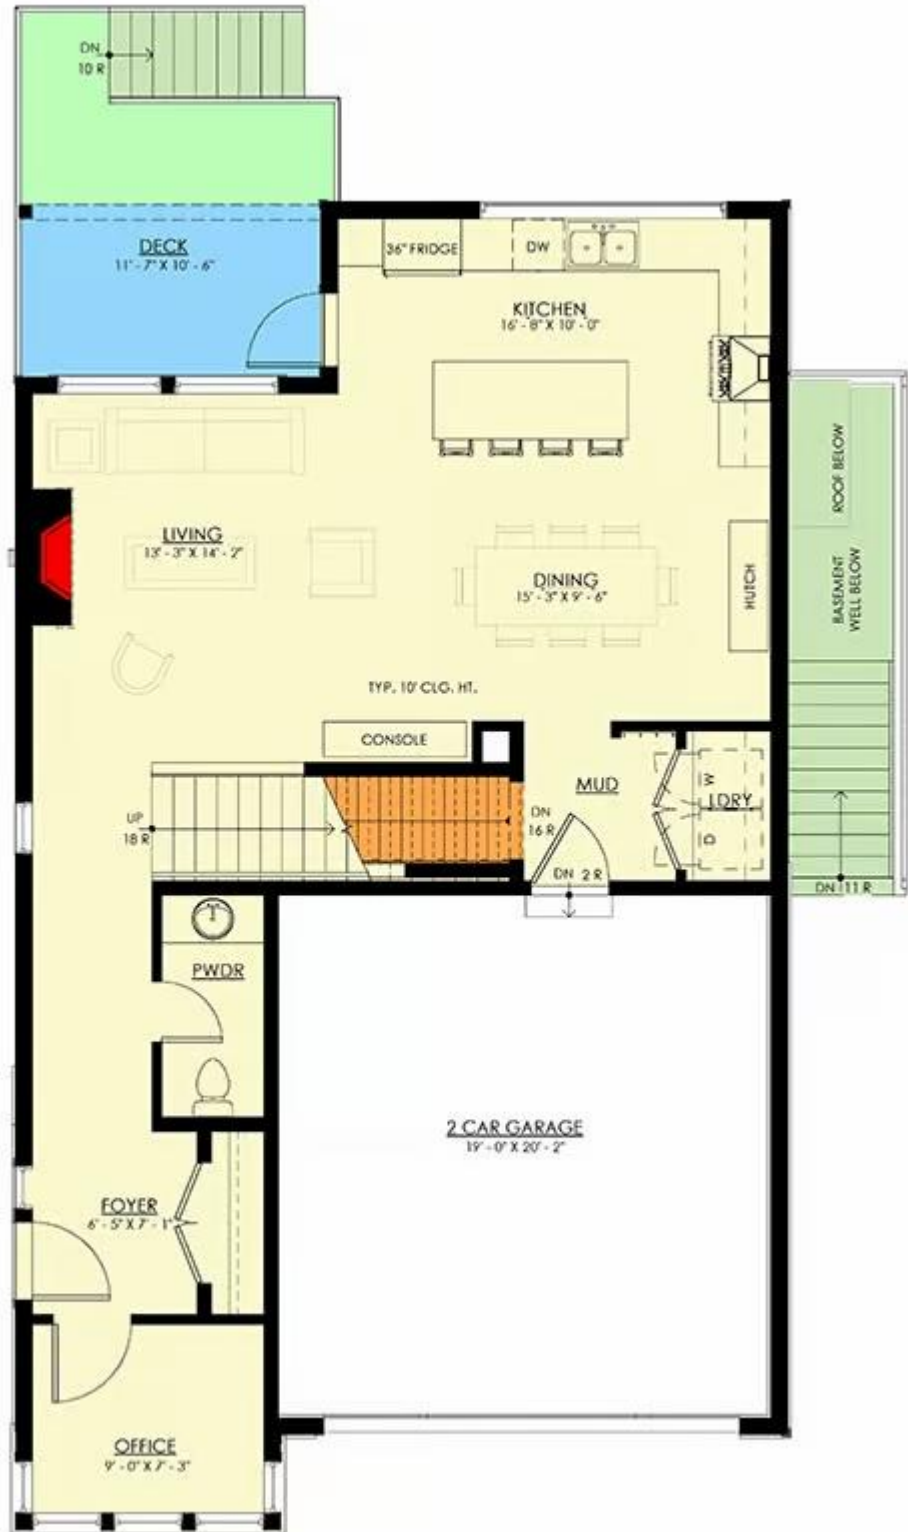 DN
10 R
DECK
11' - 7" X 10' - 6"
36" FRIDGE
DW
KITCHEN
16' - 8" X 10' - 0"
ROOF BELOW
LIVING
13' - 3" X 14' - 2"
DINING
15' - 3" X 9' - 6"
HUTCH
BASEMENT
WELL BELOW
TYP. 10' CLG. HT.
CONSOLE
MUD
W
LDRY
D
UP
18 R
DN
16 R
DN 2 R
DN 11 R
PWDR
2 CAR GARAGE
19' - 0" X 20' - 2"
FOYER
6' - 5" X 7' - 1"
OFFICE
9' - 0" X 7' - 3"